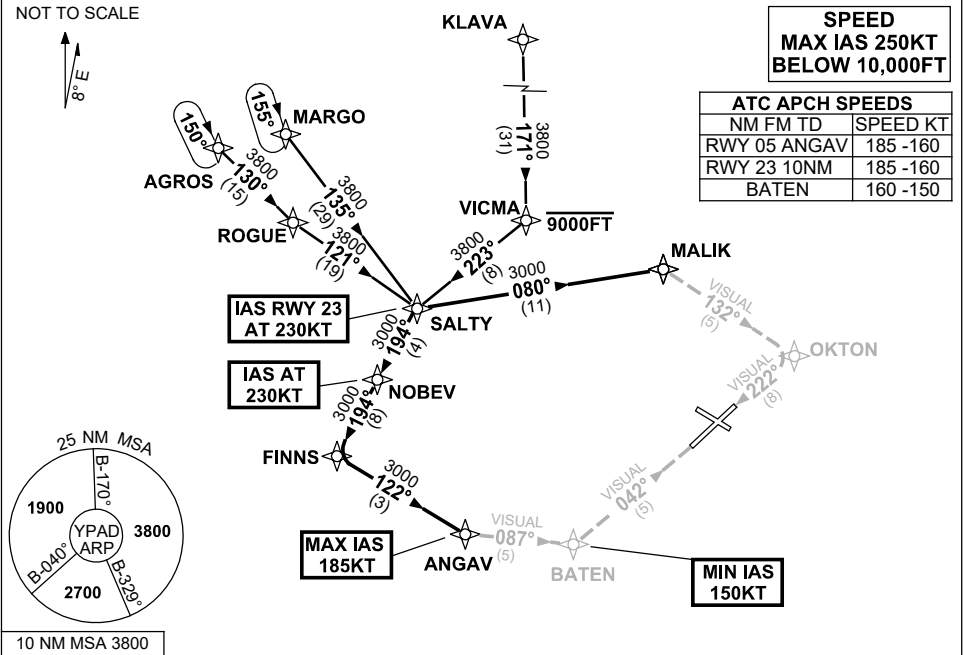 NOT TO SCALE
8° E
KLAVA
SPEED
MAX IAS 250KT
BELOW 10,000FT
ATC APCH SPEEDS
NM FM TD SPEED KT
RWY 05 ANGAV 185 -160
RWY 23 10NM 185 -160
BATEN 160 -150
3800
171°
(31)
155°
MARGO
150°
AGROS
3800
130°
(15)
3800
135°
(29)
ROGUE
3800
121°
(19)
VICMA
9000FT
3800
223°
(8)
3000
080°
(11)
MALIK
IAS RWY 23
AT 230KT
SALTY
VISUAL
132°
(5)
OKTON
3000
194°
(4)
IAS AT
230KT
NOBEV
VISUAL
222°
(8)
3000
194°
(8)
FINNS
3000
122°
(3)
VISUAL
042°
(5)
MAX IAS
185KT
ANGAV
VISUAL
087°
(5)
BATEN
MIN IAS
150KT
25 NM MSA
B-170°
1900
YPAD
ARP
3800
B-040°
B-329°
2700
10 NM MSA 3800